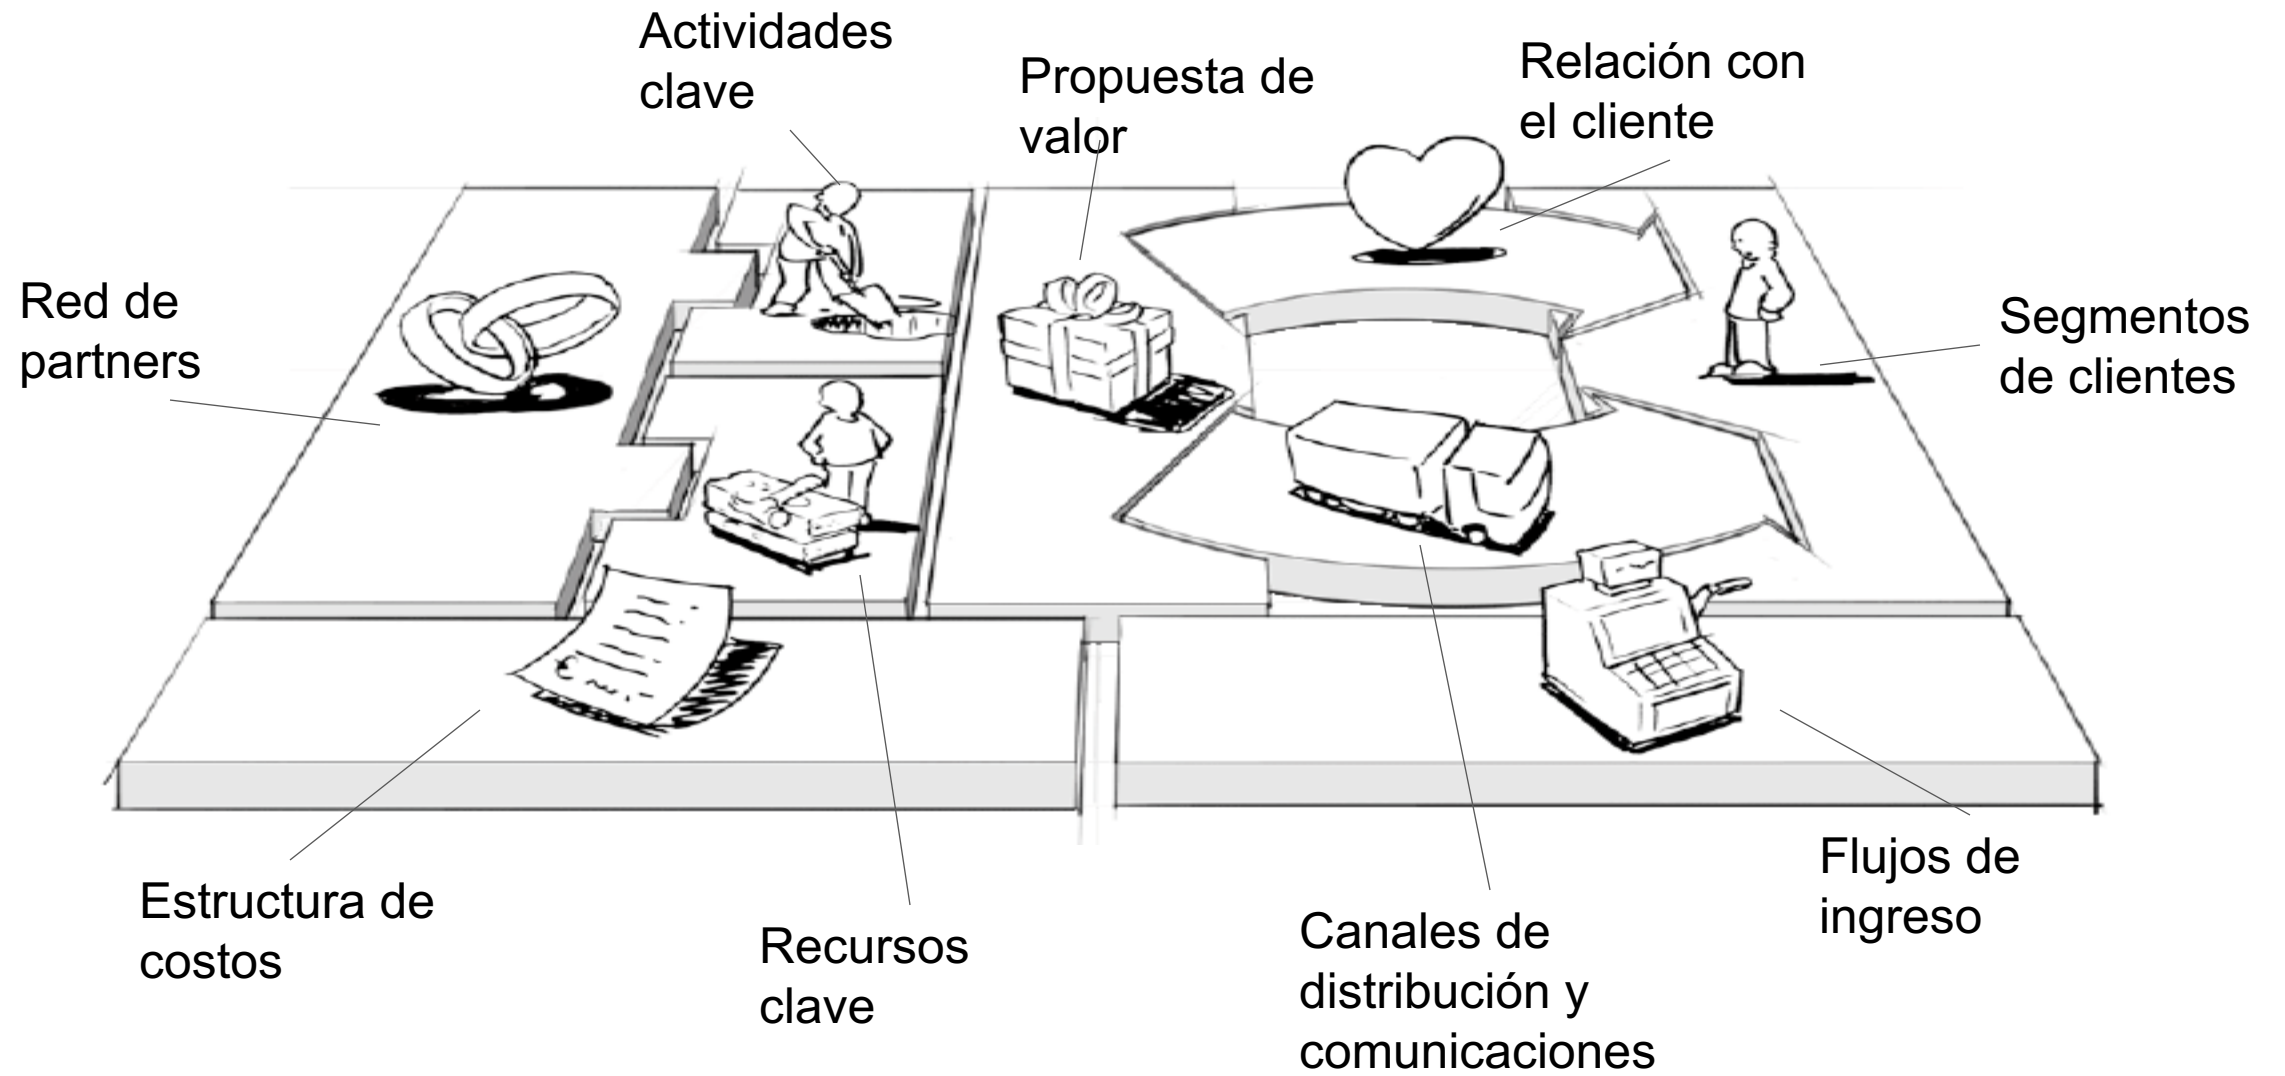 Actividades
clave
Propuesta de
valor
Relación con
el cliente
Red de
partners
Segmentos
de clientes
Estructura de
costos
Recursos
clave
Canales de
distribución y
comunicaciones
Flujos de
ingreso